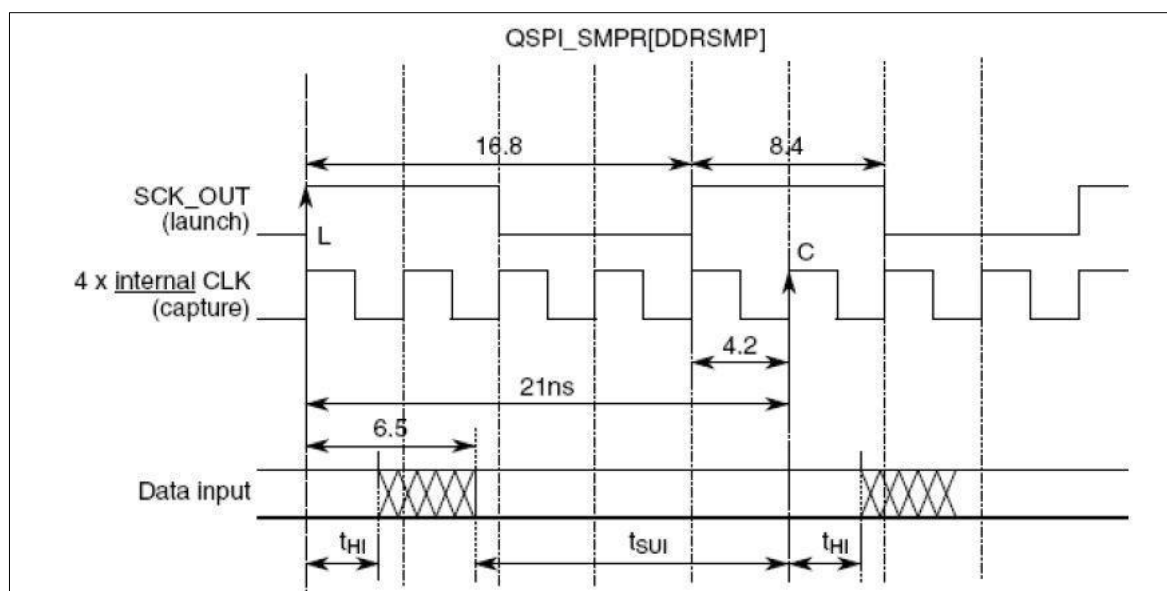 QSPI_SMPR[DDRSMP]
16.8 8.4
SCK_OUT
(launch)
L
C
4 x internal CLK
(capture)
4.2
21ns
6.5
Data input
tHI tSUI tHI